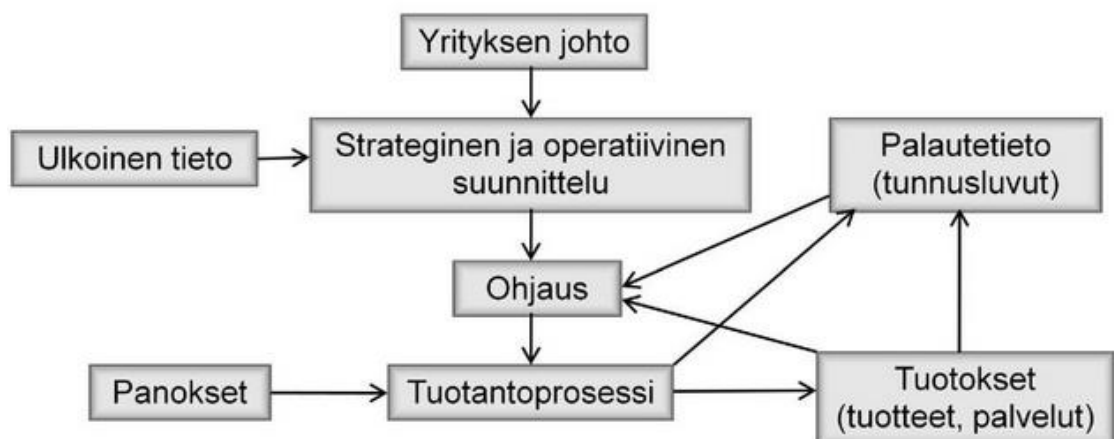 Yrityksen johto
Ulkoinen tieto
Strateginen ja operatiivinen
suunnittelu
Palautetieto
(tunnusluvut)
Ohjaus
Panokset
Tuotantoprosessi
Tuotokset
(tuotteet, palvelut)